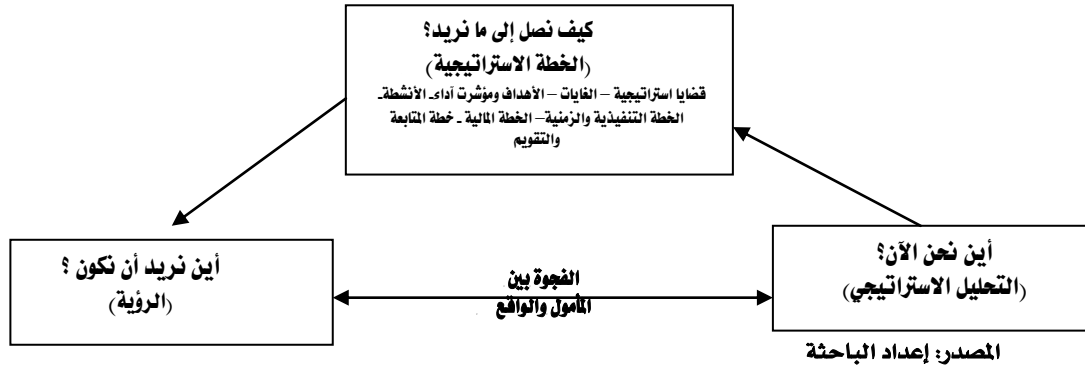 كيف نصل إلى ما نريد؟
(الخطة الاستراتيجية)
قضايا استراتيجية – الغايات – الأهداف ومؤشرت آداء- الأنشطة-
الخطة التنفيذية والزمنية– الخطة المالية - خطة المتابعة
والتقويم
أين نحن الآن؟
(التحليل الاستراتيجي)
الفجوة بين
المأمول والواقع
أين نريد أن نكون ؟
(الرؤية)
المصدر: إعداد الباحثة